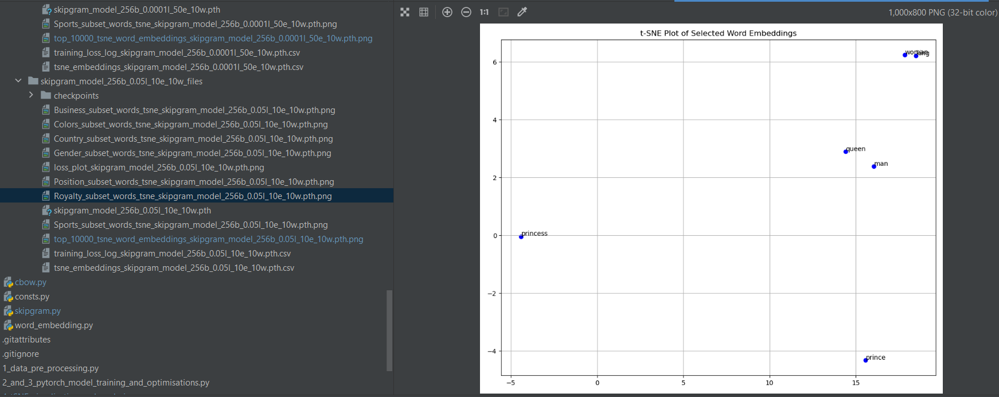 skipgram_model_256b_0.0001l_50e_10w.pth
Sports_subset_words_tsne_skipgram_model_256b_0.0001l_50e_10w.pth.png
top_10000_tsne_word_embeddings_skipgram_model_256b_0.0001l_50e_10w.pth.png
training_loss_log_skipgram_model_256b_0.0001l_50e_10w.pth.csv
tsne_embeddings_skipgram_model_256b_0.0001l_50e_10w.pth.csv
skipgram_model_256b_0.05l_10e_10w_files
checkpoints
Business_subset_words_tsne_skipgram_model_256b_0.05l_10e_10w.pth.png
Colors_subset_words_tsne_skipgram_model_256b_0.05l_10e_10w.pth.png
Country_subset_words_tsne_skipgram_model_256b_0.05l_10e_10w.pth.png
Gender_subset_words_tsne_skipgram_model_256b_0.05l_10e_10w.pth.png
loss_plot_skipgram_model_256b_0.05l_10e_10w.pth.png
Position_subset_words_tsne_skipgram_model_256b_0.05l_10e_10w.pth.png
Royalty_subset_words_tsne_skipgram_model_256b_0.05l_10e_10w.pth.png
skipgram_model_256b_0.05l_10e_10w.pth
Sports_subset_words_tsne_skipgram_model_256b_0.05l_10e_10w.pth.png
top_10000_tsne_word_embeddings_skipgram_model_256b_0.05l_10e_10w.pth.png
training_loss_log_skipgram_model_256b_0.05l_10e_10w.pth.csv
tsne_embeddings_skipgram_model_256b_0.05l_10e_10w.pth.csv
cbow.py
consts.py
skipgram.py
word_embedding.py
.gitattributes
.gitignore
1_data_pre_processing.py
2_and_3_pytorch_model_training_and_optimisations.py
1:1
1,000x800 PNG (32-bit color)
t-SNE Plot of Selected Word Embeddings
woman
king
6
4
queen
man
2
princess
0
−2
−4
prince
−5
0
5
10
15